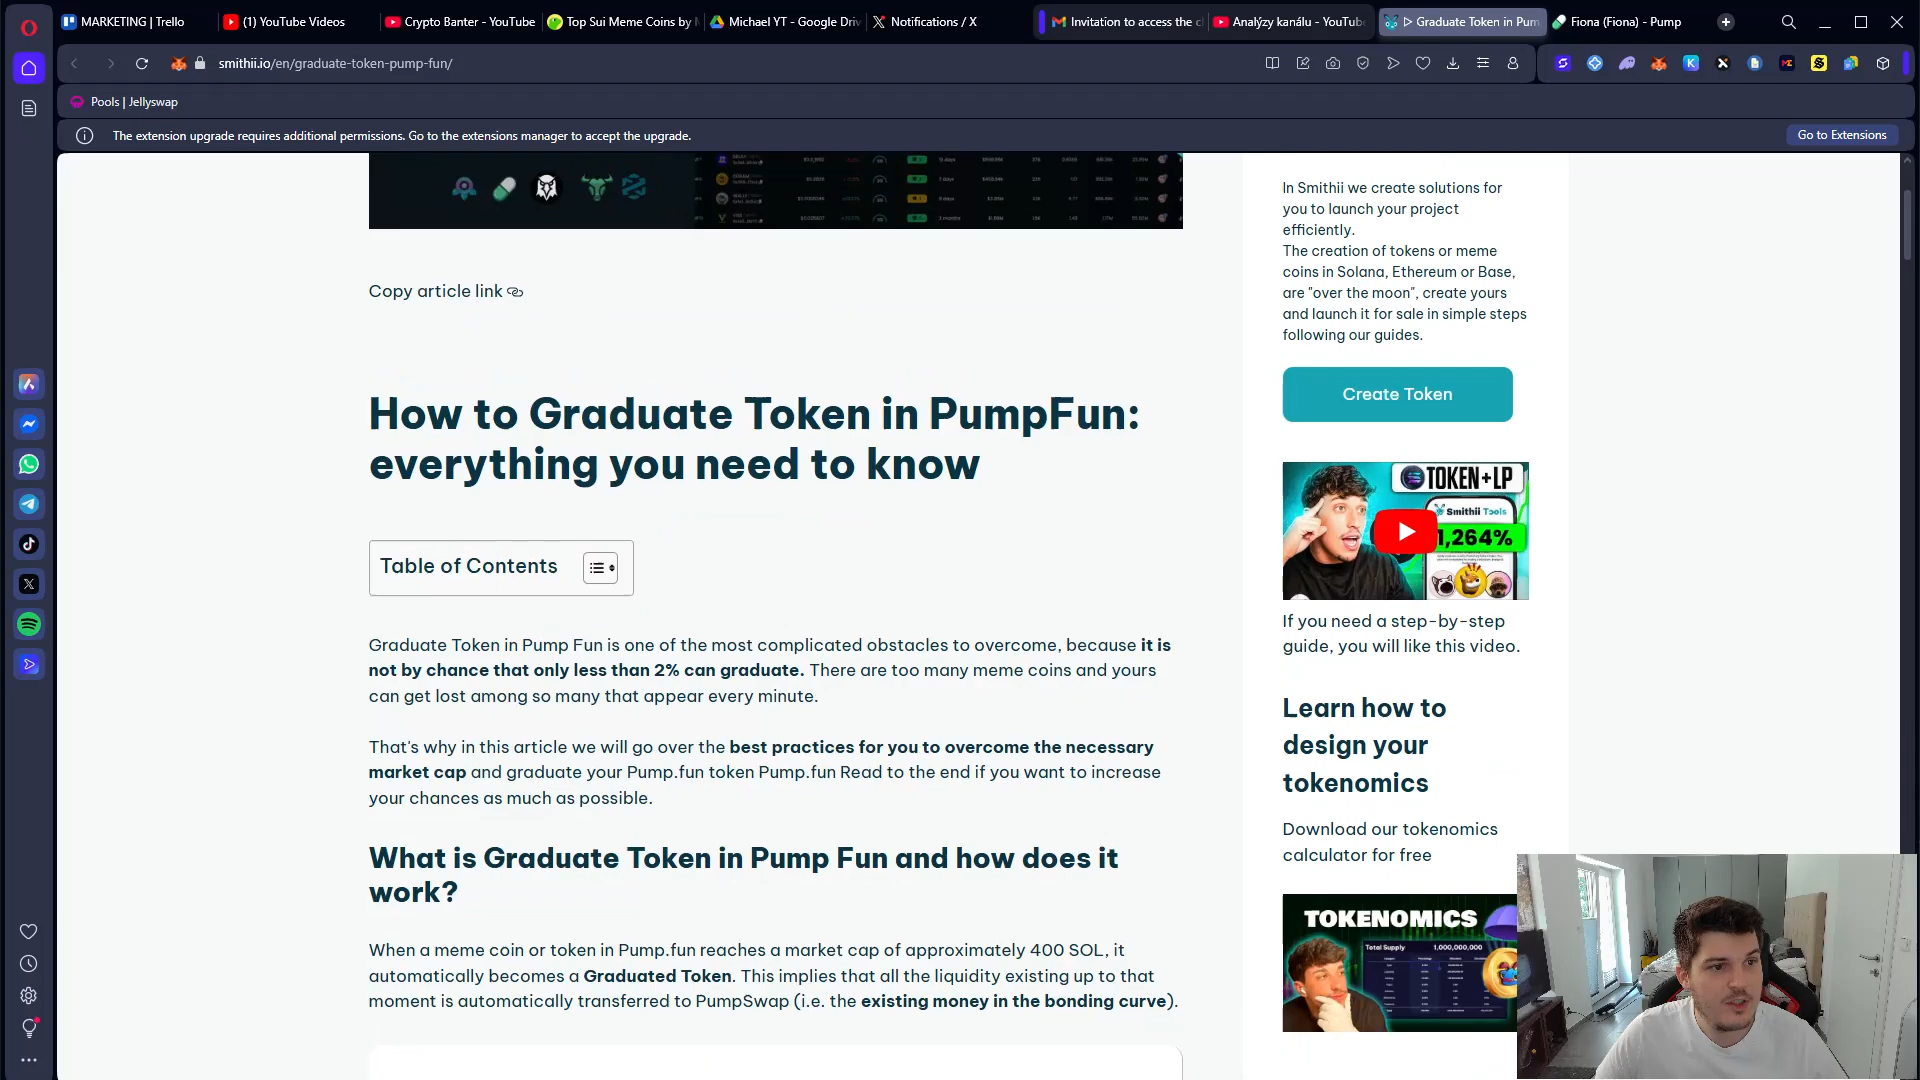 MARKETING | Trello
(1) YouTube Videos
Crypto Banter - YouTube
Top Sui Meme Coins by
Michael YT - Google Driv
Notifications / X
Invitation to access the c
Analýzy kanálu - YouTub
Graduate Token in Pum
Fiona (Fiona) - Pump
smithii.io/en/graduate-token-pump-fun/
Pools | Jellyswap
The extension upgrade requires additional permissions. Go to the extensions manager to accept the upgrade.
Go to Extensions
Copy article link
How to Graduate Token in PumpFun:
everything you need to know
Table of Contents
Graduate Token in Pump Fun is one of the most complicated obstacles to overcome, because it is
not by chance that only less than 2% can graduate. There are too many meme coins and yours
can get lost among so many that appear every minute.
That's why in this article we will go over the best practices for you to overcome the necessary
market cap and graduate your Pump.fun token Pump.fun Read to the end if you want to increase
your chances as much as possible.
What is Graduate Token in Pump Fun and how does it
work?
When a meme coin or token in Pump.fun reaches a market cap of approximately 400 SOL, it
automatically becomes a Graduated Token. This implies that all the liquidity existing up to that
moment is automatically transferred to PumpSwap (i.e. the existing money in the bonding curve).
In Smithii we create solutions for
you to launch your project
efficiently.
The creation of tokens or meme
coins in Solana, Ethereum or Base,
are "over the moon", create yours
and launch it for sale in simple steps
following our guides.
Create Token
TOKEN+LP
Smithii Tools
1,264%
If you need a step-by-step
guide, you will like this video.
Learn how to
design your
tokenomics
Download our tokenomics
calculator for free
TOKENOMICS
Total Supply 1,000,000,000